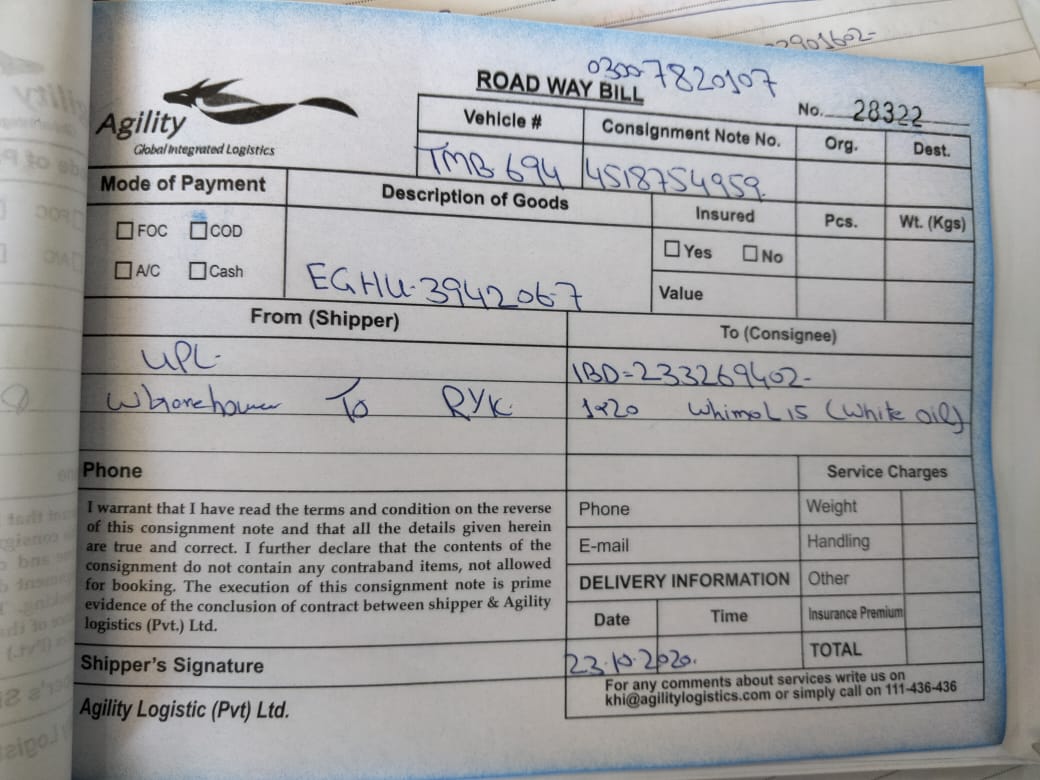 2901602-
03007820107
ROAD WAY BILL
No. 28322
Agility
Global Integrated Logistics
Vehicle #
Consignment Note No.
Org.
Dest.
TMB 694
4518754959
Mode of Payment
Description of Goods
Insured
Pcs.
Wt. (Kgs)
FOC
COD
Yes
No
A/C
Cash
EGHU-3942067
Value
From (Shipper)
To (Consignee)
UPL
IBD=233269402-
To RYK
1x20 Whimol 15 (White oil)
Phone
Service Charges
I warrant that I have read the terms and condition on the reverse
of this consignment note and that all the details given herein
are true and correct. I further declare that the contents of the
consignment do not contain any contraband items, not allowed
for booking. The execution of this consignment note is prime
evidence of the conclusion of contract between shipper & Agility
logistics (Pvt.) Ltd.
Phone
Weight
E-mail
Handling
DELIVERY INFORMATION
Other
Date
Time
Insurance Premium
23.10.2020.
TOTAL
Shipper's Signature
For any comments about services write us on
khi@agilitylogistics.com or simply call on 111-436-436
Agility Logistic (Pvt) Ltd.